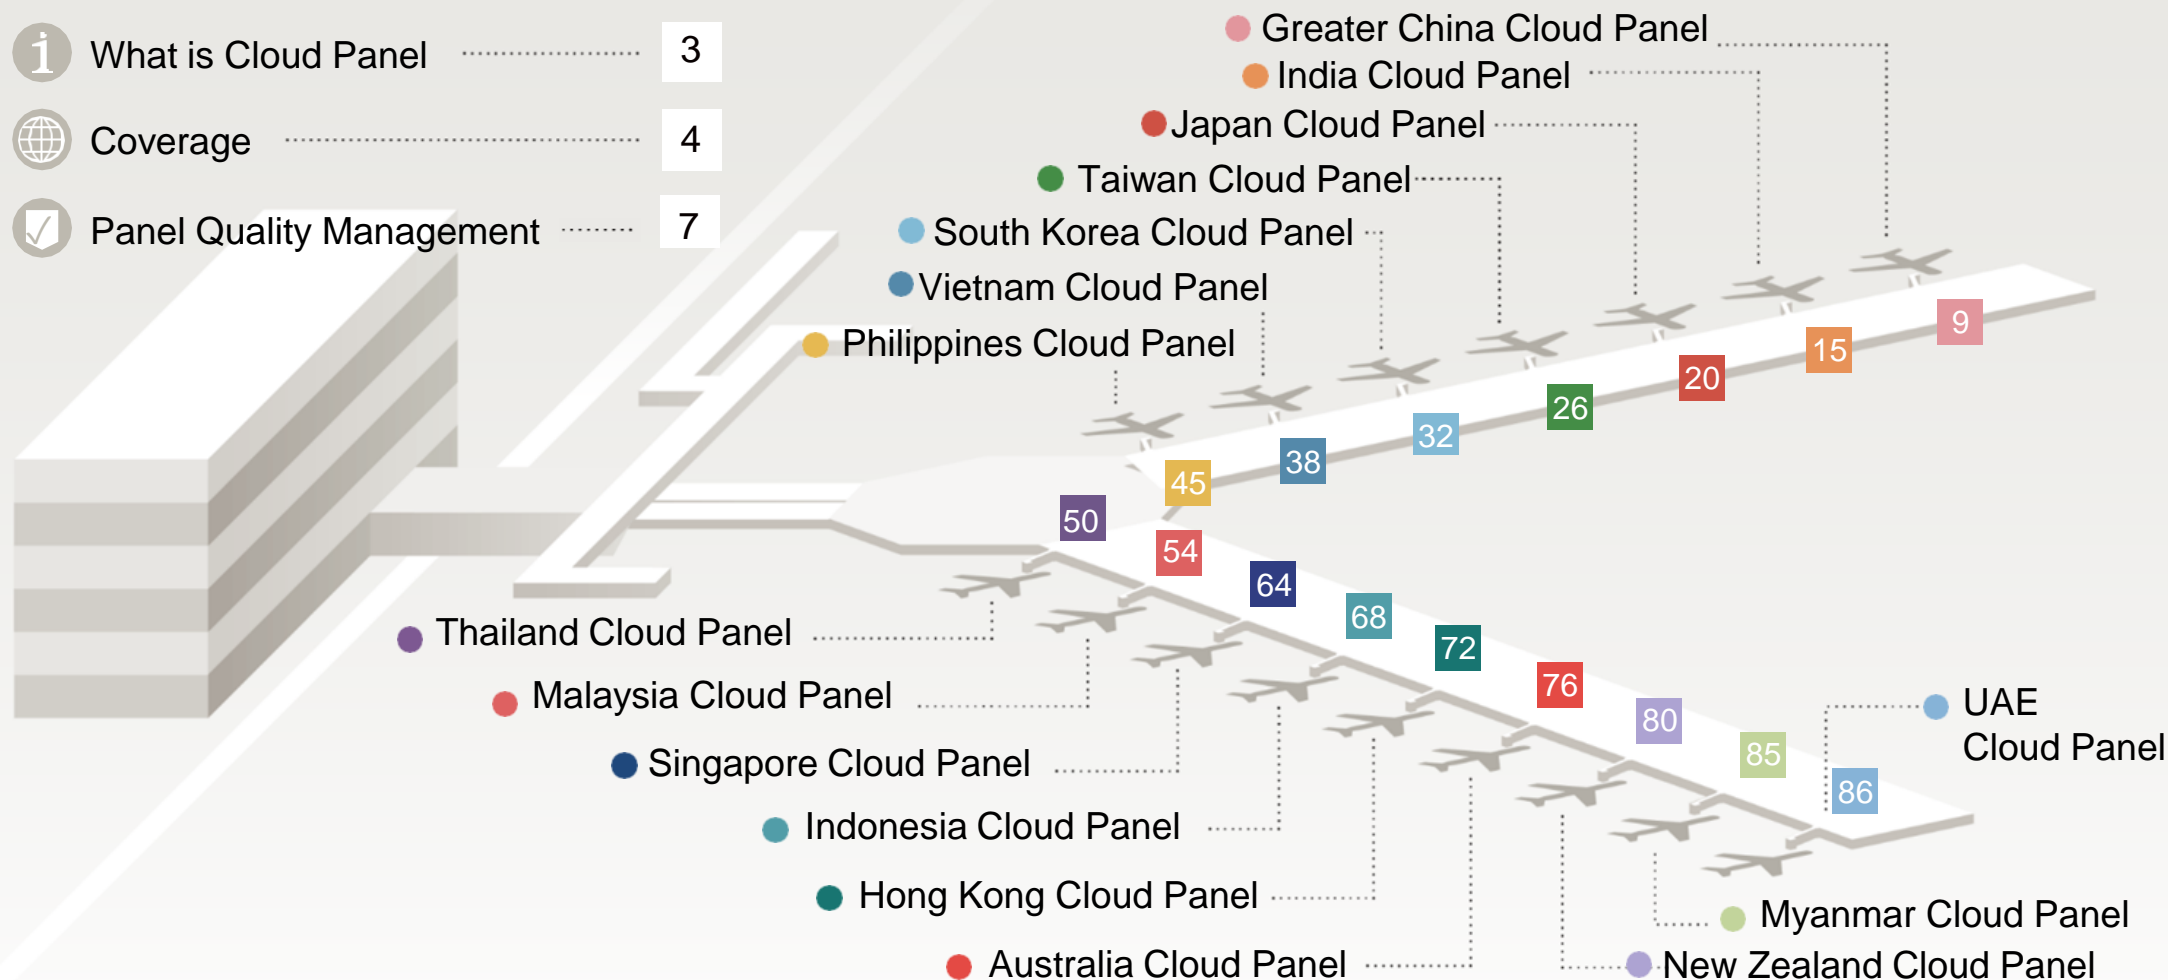 What is Cloud Panel 3
Coverage 4
Panel Quality Management 7
Greater China Cloud Panel
India Cloud Panel
Japan Cloud Panel
Taiwan Cloud Panel
South Korea Cloud Panel
Vietnam Cloud Panel
Philippines Cloud Panel
9
15
20
26
32
38
45
50
54
64
68
72
76
80
85
86
Thailand Cloud Panel
Malaysia Cloud Panel
Singapore Cloud Panel
Indonesia Cloud Panel
Hong Kong Cloud Panel
Australia Cloud Panel
UAE
Cloud Panel
Myanmar Cloud Panel
New Zealand Cloud Panel